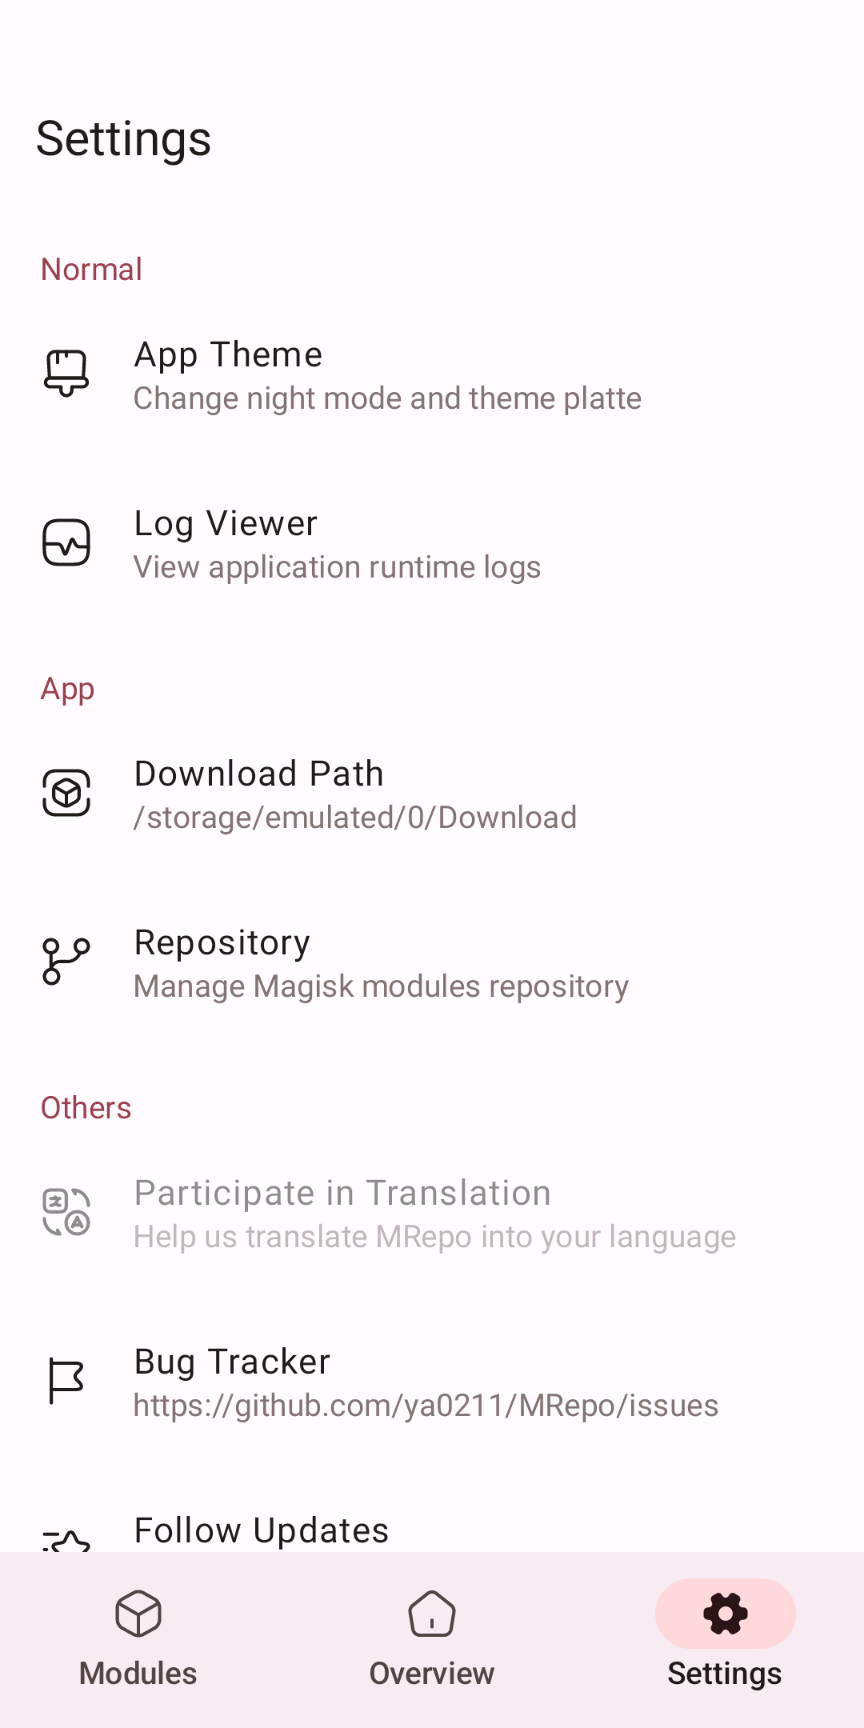 Settings
Normal
App Theme
Change night mode and theme platte
Log Viewer
View application runtime logs
App
Download Path
/storage/emulated/0/Download
Repository
Manage Magisk modules repository
Others
Participate in Translation
Help us translate MRepo into your language
Bug Tracker
https://github.com/ya0211/MRepo/issues
Follow Updates
Modules
Overview
Settings